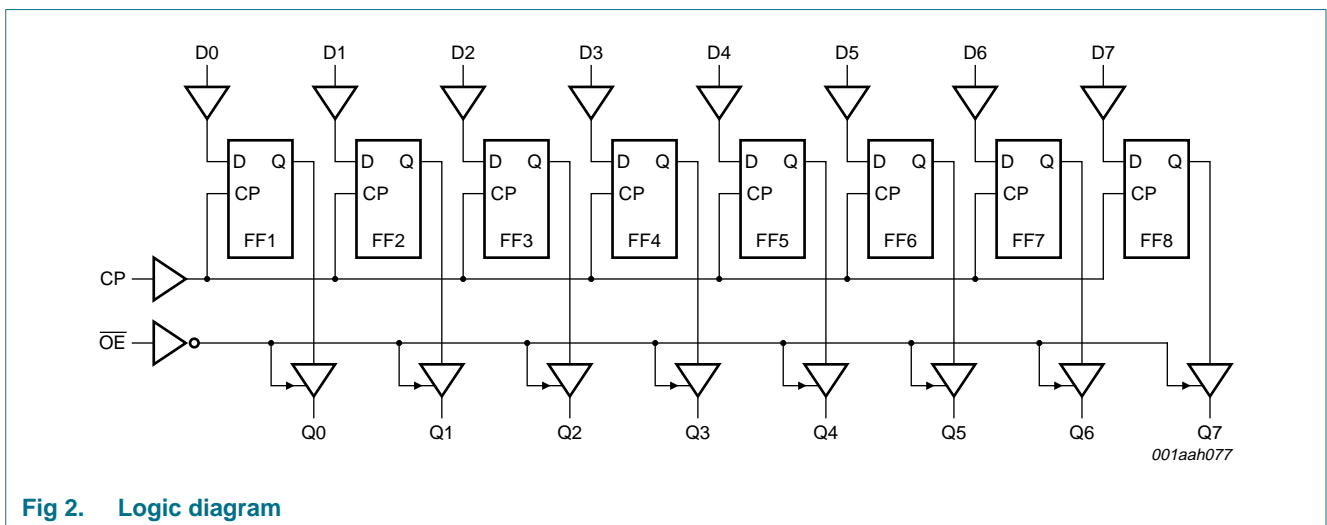 D0 D1 D2 D3 D4 D5 D6 D7
D Q D Q D Q D Q D Q D Q D Q D Q
CP CP CP CP CP CP CP CP
FF1 FF2 FF3 FF4 FF5 FF6 FF7 FF8
CP
O̅E̅
Q0 Q1 Q2 Q3 Q4 Q5 Q6 Q7
001aah077
Fig 2. Logic diagram